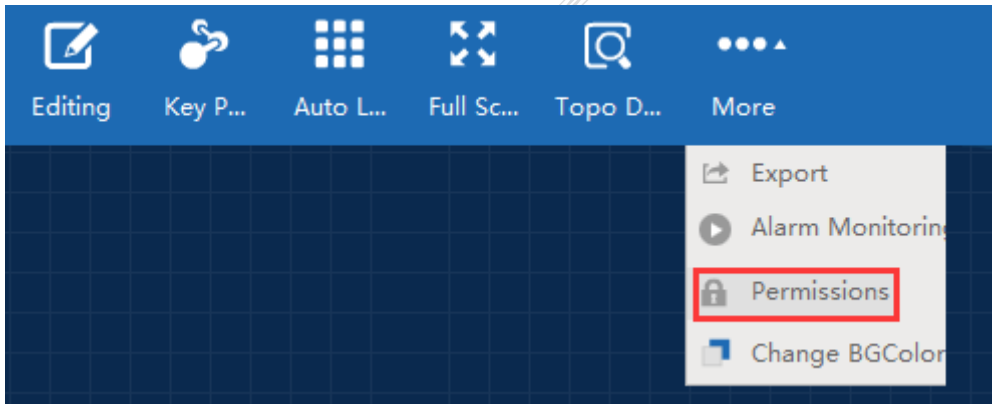 Editing Key P... Auto L... Full Sc... Topo D... More
Export
Alarm Monitoring
Permissions
Change BGColor